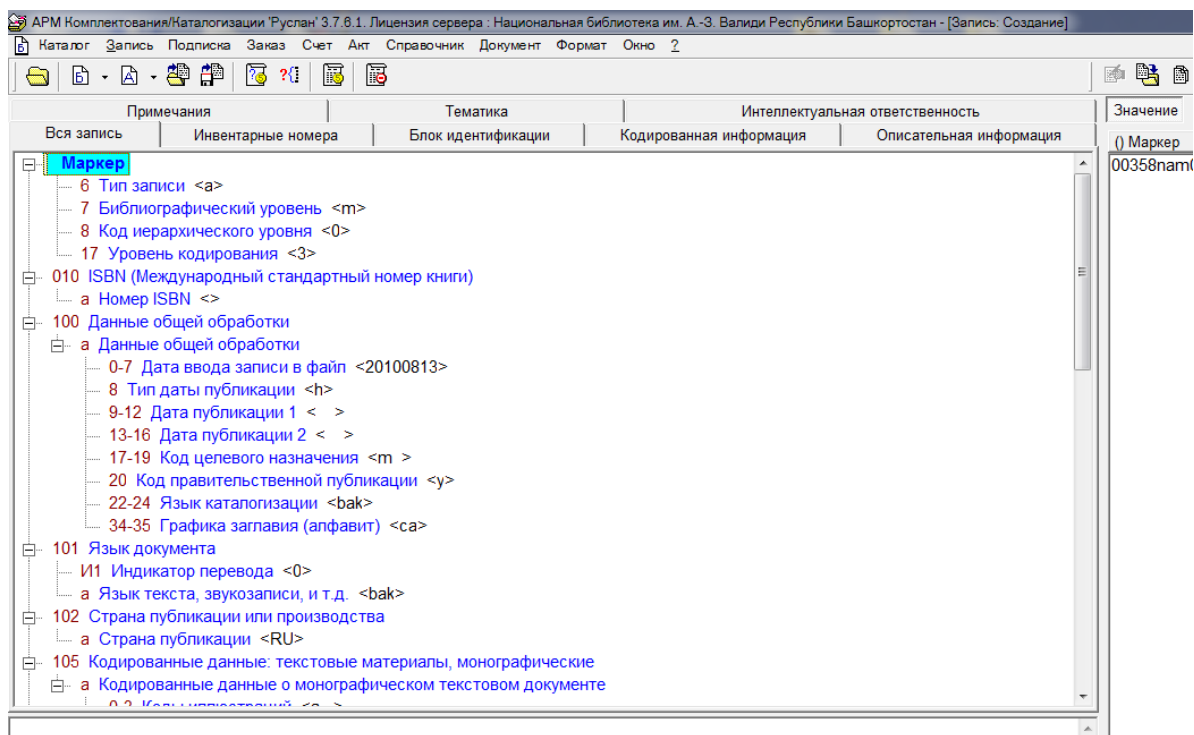 АРМ Комплектования/Каталогизации 'Руслан' 3.7.6.1. Лицензия сервера : Национальная библиотека им. А.-З. Валиди Республики Башкортостан - [Запись: Создание]
Каталог Запись Подписка Заказ Счет Акт Справочник Документ Формат Окно ?
Примечания Тематика Интеллектуальная ответственность
Вся запись Инвентарные номера Блок идентификации Кодированная информация Описательная информация
Значение
() Маркер
00358nam
Маркер
6 Тип записи <a>
7 Библиографический уровень <m>
8 Код иерархического уровня <0>
17 Уровень кодирования <3>
010 ISBN (Международный стандартный номер книги)
a Номер ISBN <>
100 Данные общей обработки
a Данные общей обработки
0-7 Дата ввода записи в файл <20100813>
8 Тип даты публикации <h>
9-12 Дата публикации 1 < >
13-16 Дата публикации 2 < >
17-19 Код целевого назначения <m >
20 Код правительственной публикации <y>
22-24 Язык каталогизации <bak>
34-35 Графика заглавия (алфавит) <ca>
101 Язык документа
И1 Индикатор перевода <0>
a Язык текста, звукозаписи, и т.д. <bak>
102 Страна публикации или производства
a Страна публикации <RU>
105 Кодированные данные: текстовые материалы, монографические
a Кодированные данные о монографическом текстовом документе